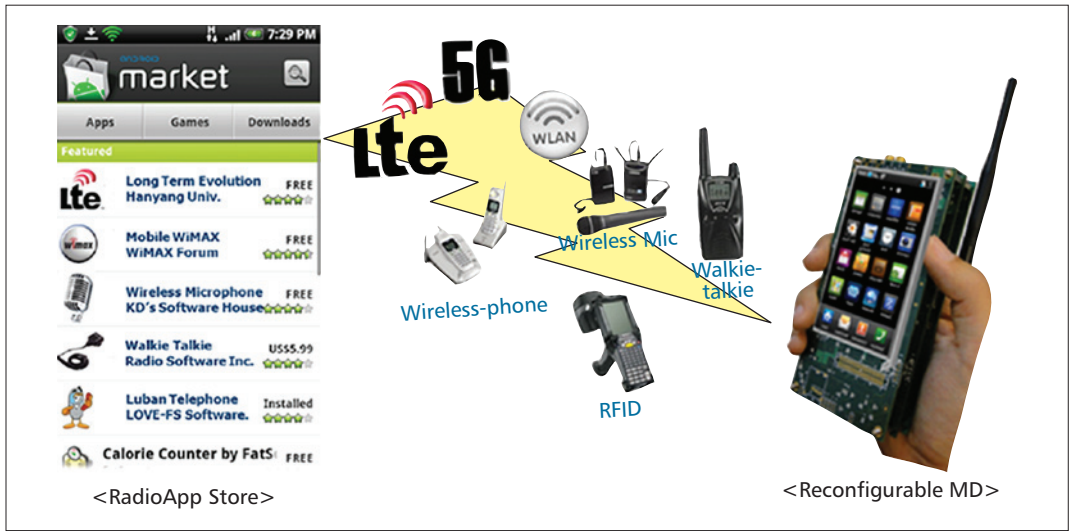 7:29 PM
android
market
Apps Games Downloads
Featured
Lte
Long Term Evolution FREE
Hanyang Univ.
wimax
Mobile WiMAX FREE
WiMAX Forum
Wireless Microphone FREE
KD's Software House
Walkie Talkie US$5.99
Radio Software Inc.
Luban Telephone Installed
LOVE-FS Software.
Calorie Counter by FatS FREE
<RadioApp Store>
5G
Lte
WLAN
Wireless Mic
Walkie-
talkie
Wireless-phone
RFID
<Reconfigurable MD>